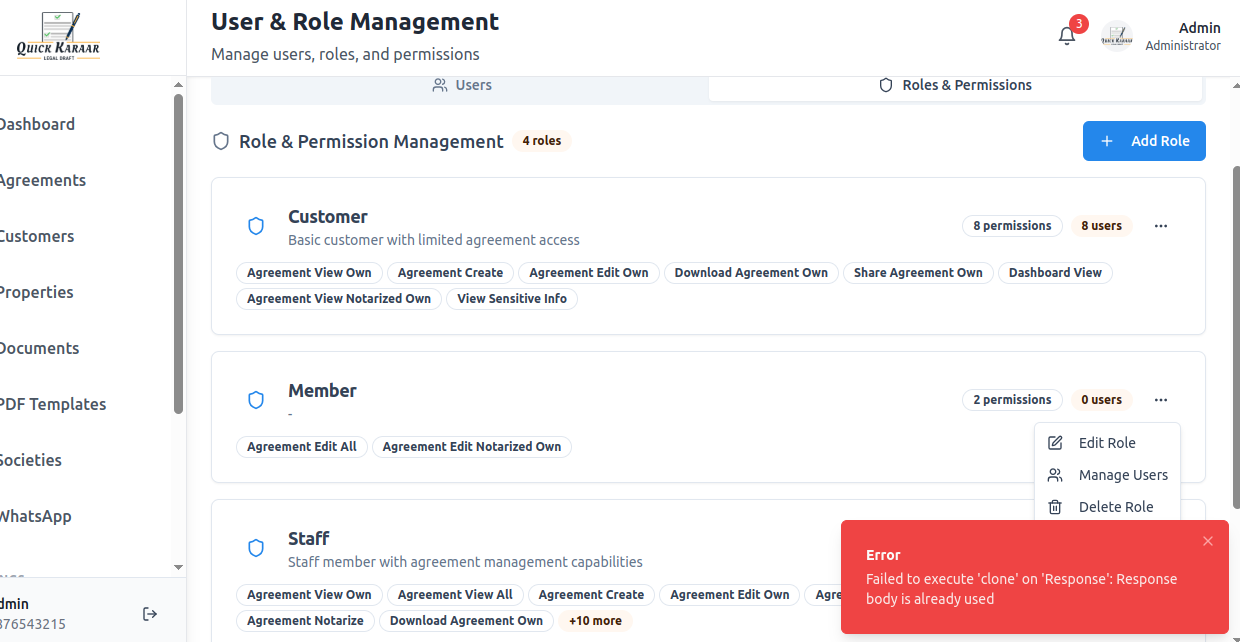 QUICK KARAAR
LEGAL DRAFT
User & Role Management
Manage users, roles, and permissions
3
Admin
Administrator
Dashboard
Agreements
Customers
Properties
Documents
PDF Templates
Societies
WhatsApp
dmin
876543215
Users
Roles & Permissions
Role & Permission Management
4 roles
+ Add Role
Customer
Basic customer with limited agreement access
8 permissions
8 users
...
Agreement View Own
Agreement Create
Agreement Edit Own
Download Agreement Own
Share Agreement Own
Dashboard View
Agreement View Notarized Own
View Sensitive Info
Member
-
2 permissions
0 users
...
Agreement Edit All
Agreement Edit Notarized Own
Edit Role
Manage Users
Delete Role
Staff
Staff member with agreement management capabilities
Agreement View Own
Agreement View All
Agreement Create
Agreement Edit Own
Agre
Agreement Notarize
Download Agreement Own
+10 more
Error
Failed to execute 'clone' on 'Response': Response
body is already used